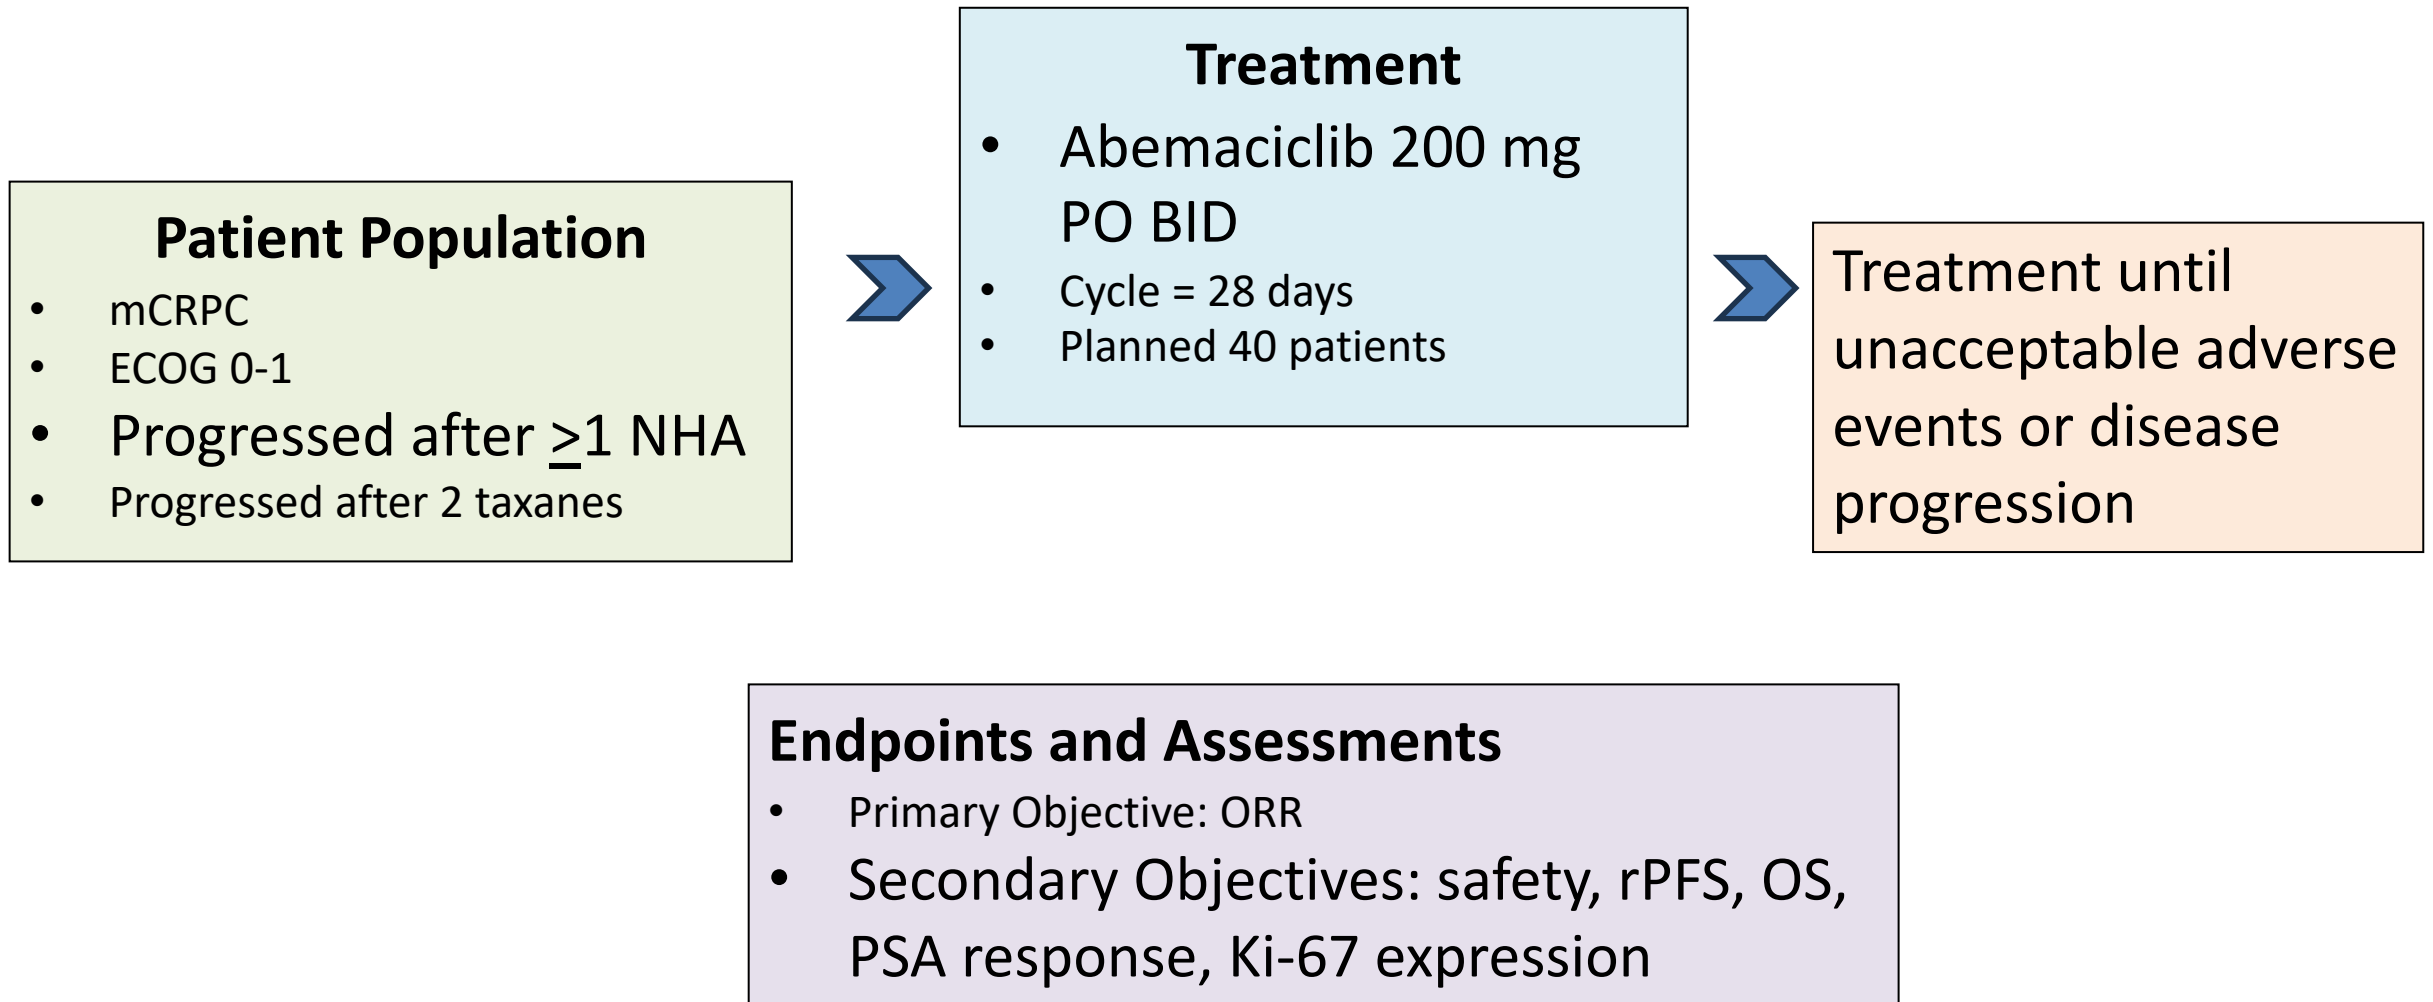 Patient Population
• mCRPC
• ECOG 0-1
• Progressed after ≥1 NHA
• Progressed after 2 taxanes
Treatment
• Abemaciclib 200 mg
PO BID
• Cycle = 28 days
• Planned 40 patients
Treatment until
unacceptable adverse
events or disease
progression
Endpoints and Assessments
• Primary Objective: ORR
• Secondary Objectives: safety, rPFS, OS,
PSA response, Ki-67 expression